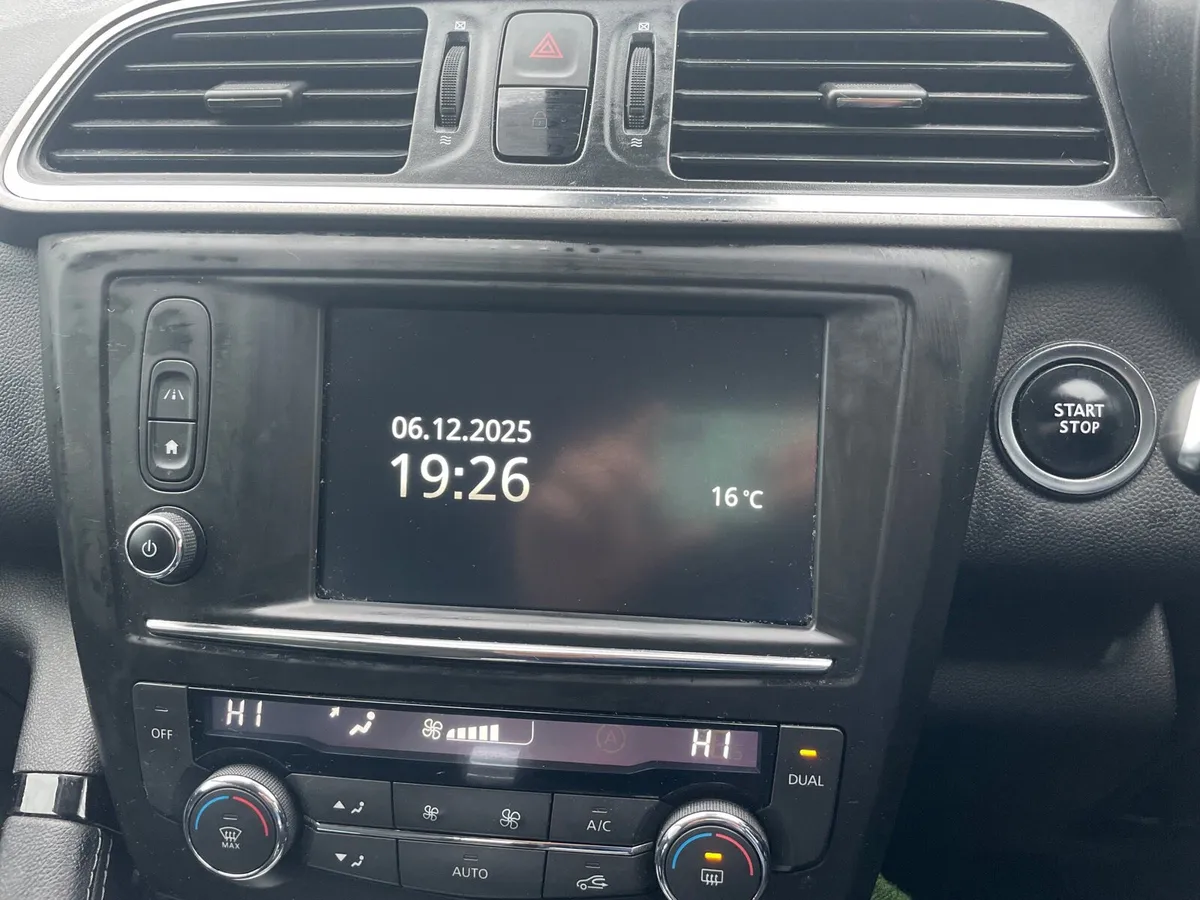 START
STOP
06.12.2025
19:26
16°C
HI
HI
OFF
DUAL
A
MAX
A/C
AUTO